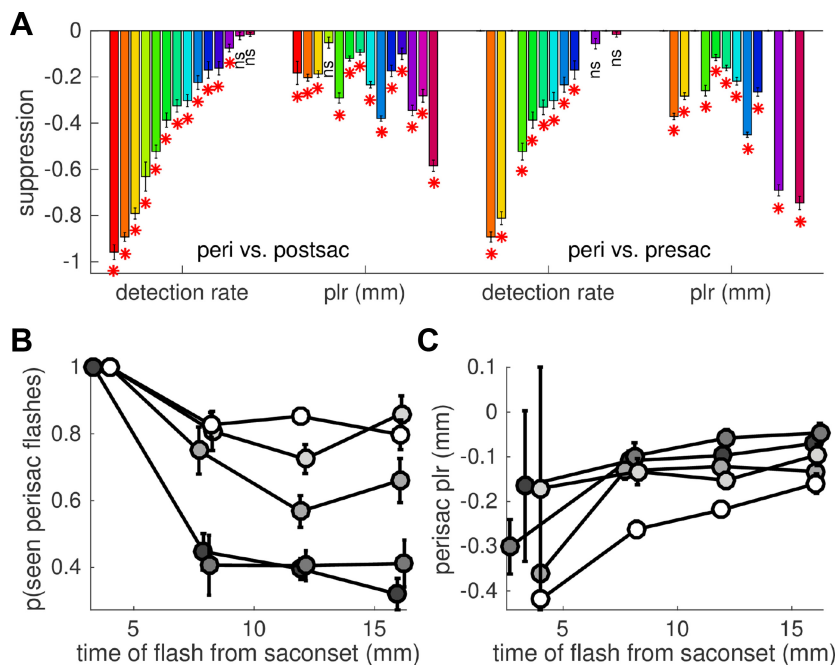 A
0
-0.2
-0.4
-0.6
-0.8
-1
suppression
ns
ns
ns
ns
ns
peri vs. postsac
peri vs. presac
detection rate
plr (mm)
detection rate
plr (mm)
B
1
0.8
0.6
0.4
p(seen perisac flashes)
5
10
15
time of flash from saconset (mm)
C
0.1
0
-0.1
-0.2
-0.3
-0.4
perisac plr (mm)
5
10
15
time of flash from saconset (mm)